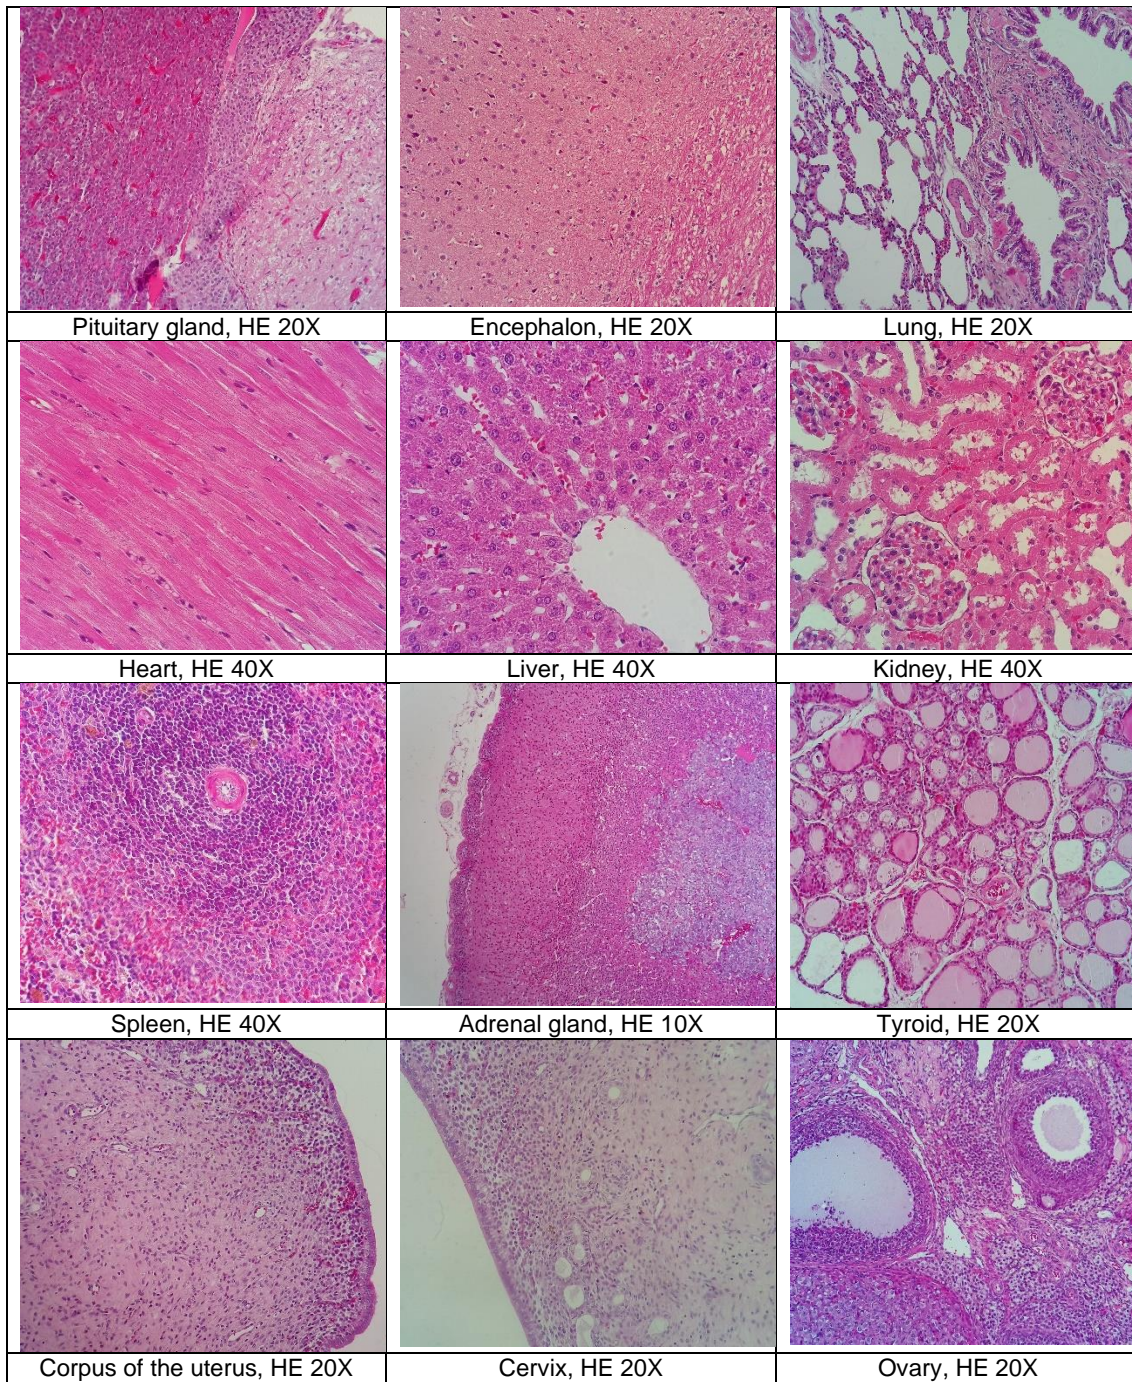 Pituitary gland, HE 20X
Encephalon, HE 20X
Lung, HE 20X
Heart, HE 40X
Liver, HE 40X
Kidney, HE 40X
Spleen, HE 40X
Adrenal gland, HE 10X
Tyroid, HE 20X
Corpus of the uterus, HE 20X
Cervix, HE 20X
Ovary, HE 20X